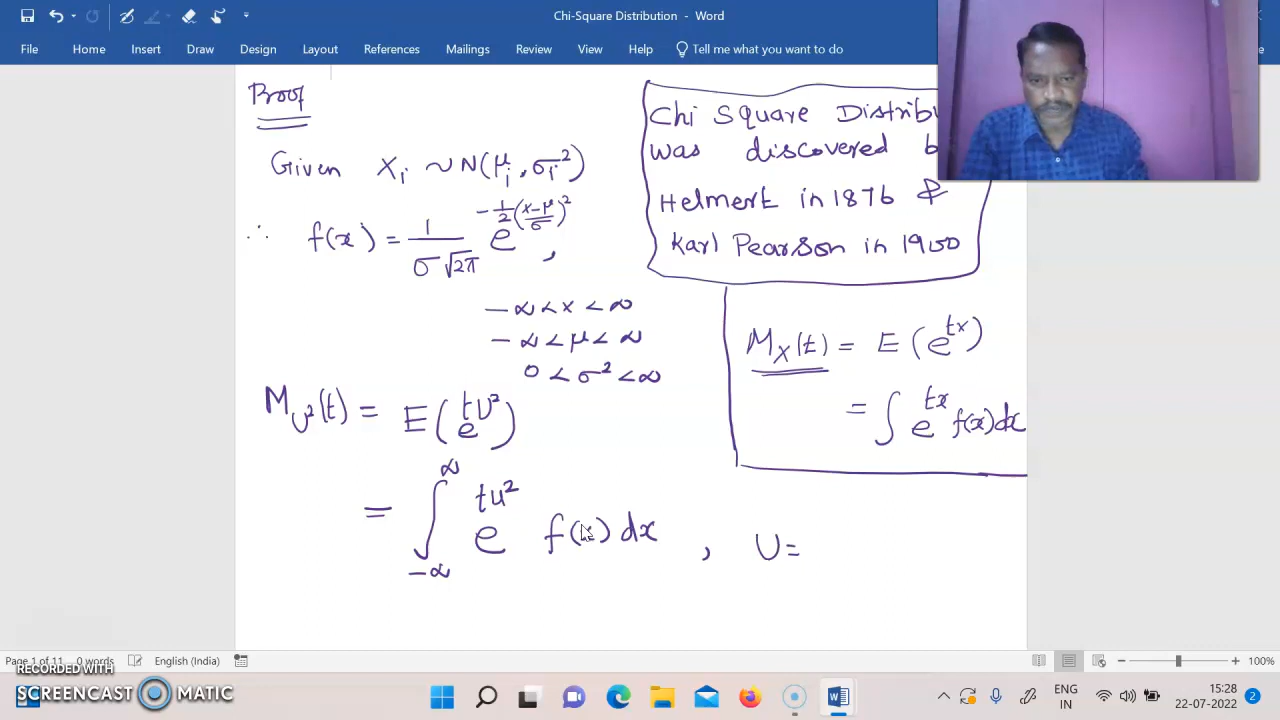 Chi-Square Distribution - Word
File Home Insert Draw Design Layout References Mailings Review View Help Tell me what you want to do
Proof
Given Xi ~ N(μi, σi²)
∴ f(x) = 1/(σ√2π) e^(-1/2((x-μ)/σ)²),
-∞ < x < ∞
-∞ < μ < ∞
0 < σ² < ∞
M_U²(t) = E(e^(tU²))
= ∫_{-∞}^{∞} e^(tu²) f(x) dx , U =
Chi Square Distribu
was discovered b
Helmert in 1876 &
Karl Pearson in 1900
M_X(t) = E(e^(tx))
= ∫ e^(tx) f(x)dx
Page 1 of 11 0 words English (India) 100%
RECORDED WITH
SCREENCAST MATIC
ENG
IN
15:28
22-07-2022
2